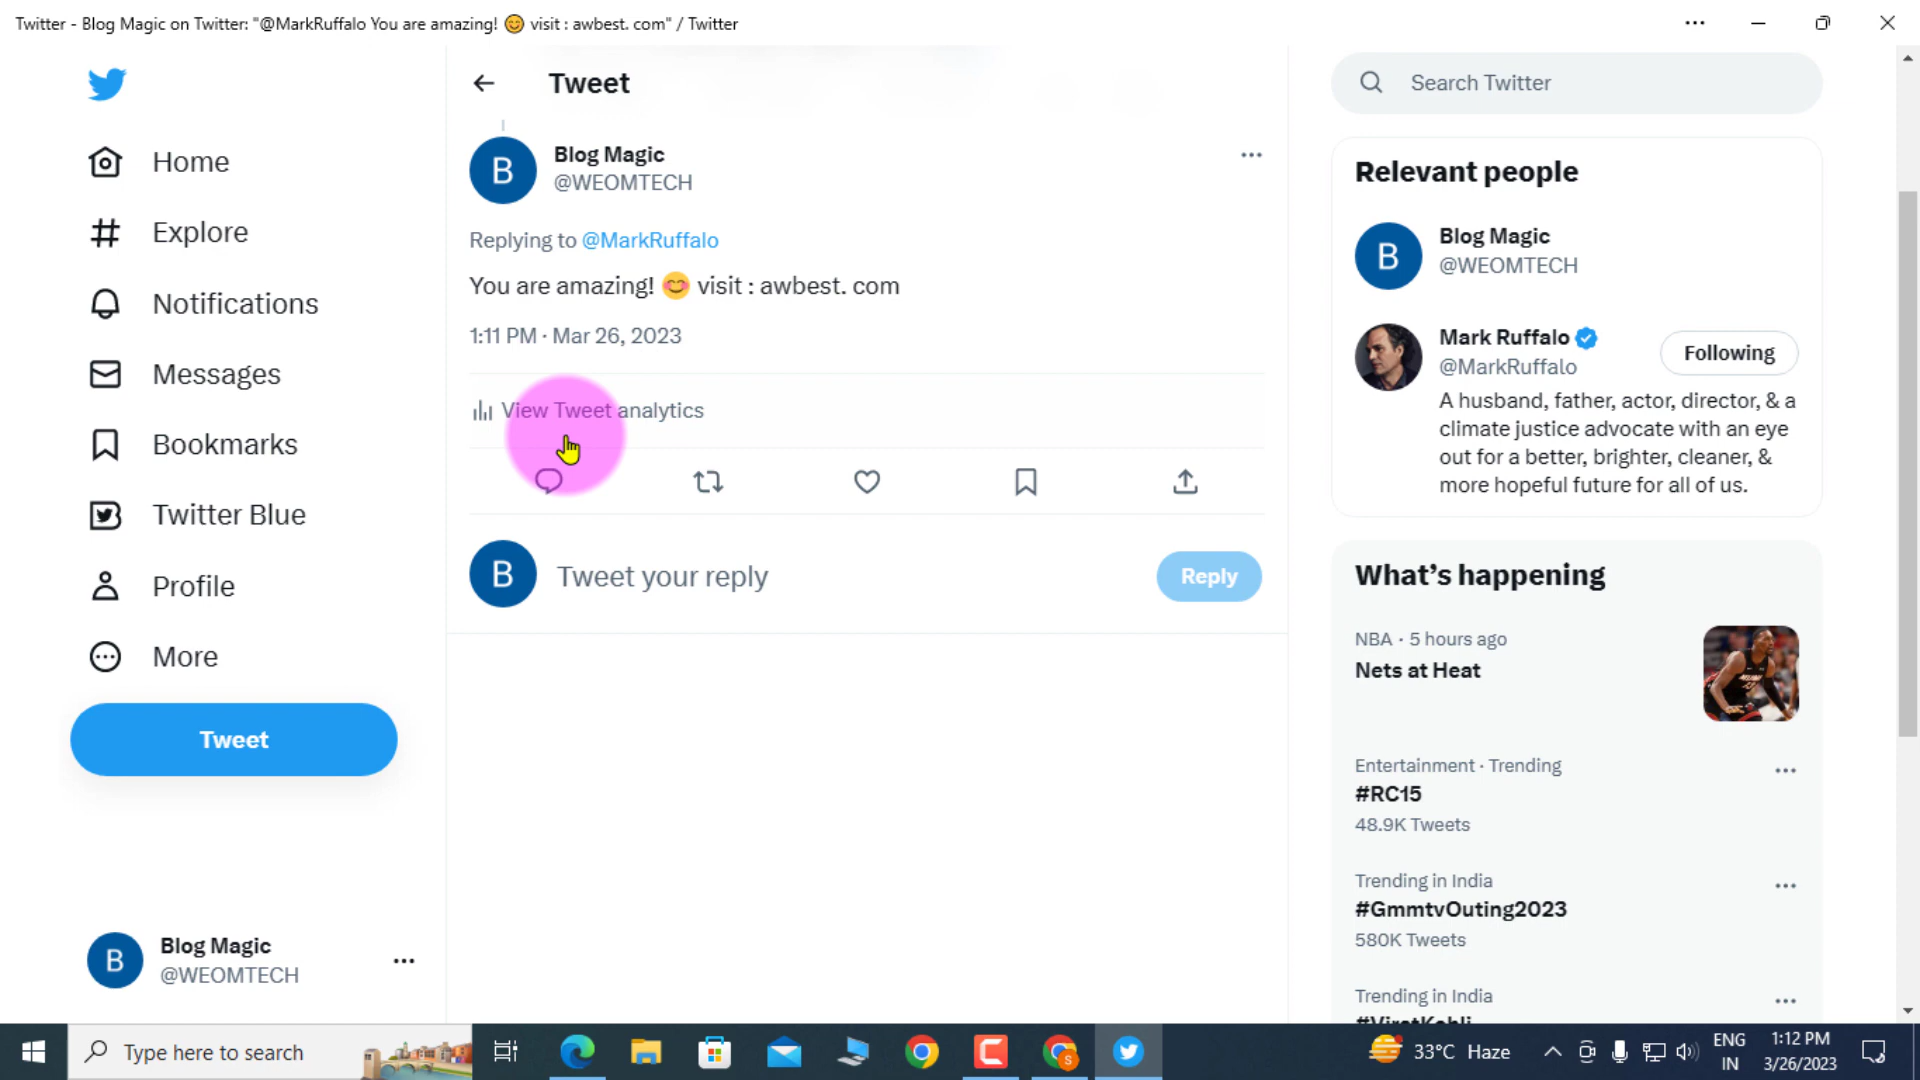 Twitter - Blog Magic on Twitter: "@MarkRuffalo You are amazing! 😊 visit : awbest. com" / Twitter
Home
Explore
Notifications
Messages
Bookmarks
Twitter Blue
Profile
More
Tweet
B
Blog Magic
@WEOMTECH
Tweet
B
Blog Magic
@WEOMTECH
Replying to @MarkRuffalo
You are amazing! 😊 visit : awbest. com
1:11 PM · Mar 26, 2023
View Tweet analytics
B
Tweet your reply
Reply
Search Twitter
Relevant people
B
Blog Magic
@WEOMTECH
Mark Ruffalo
@MarkRuffalo
Following
A husband, father, actor, director, & a
climate justice advocate with an eye
out for a better, brighter, cleaner, &
more hopeful future for all of us.
What's happening
NBA · 5 hours ago
Nets at Heat
Entertainment · Trending
#RC15
48.9K Tweets
Trending in India
#GmmtvOuting2023
580K Tweets
Trending in India
#ViratKohli
Type here to search
33°C Haze
ENG
IN
1:12 PM
3/26/2023